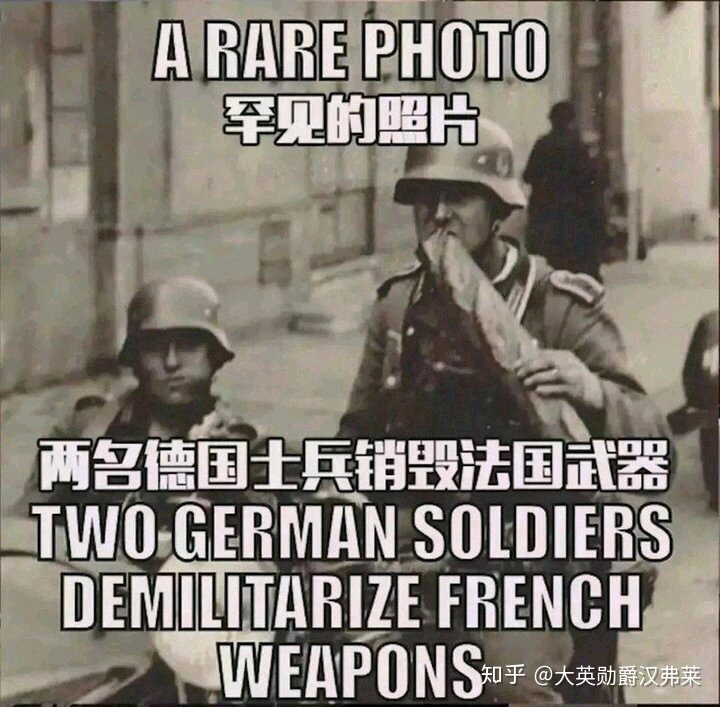 A RARE PHOTO
罕见的照片
两名德国士兵销毁法国武器
TWO GERMAN SOLDIERS
DEMILITARIZE FRENCH
WEAPONS
知乎 @大英勋爵汉弗莱